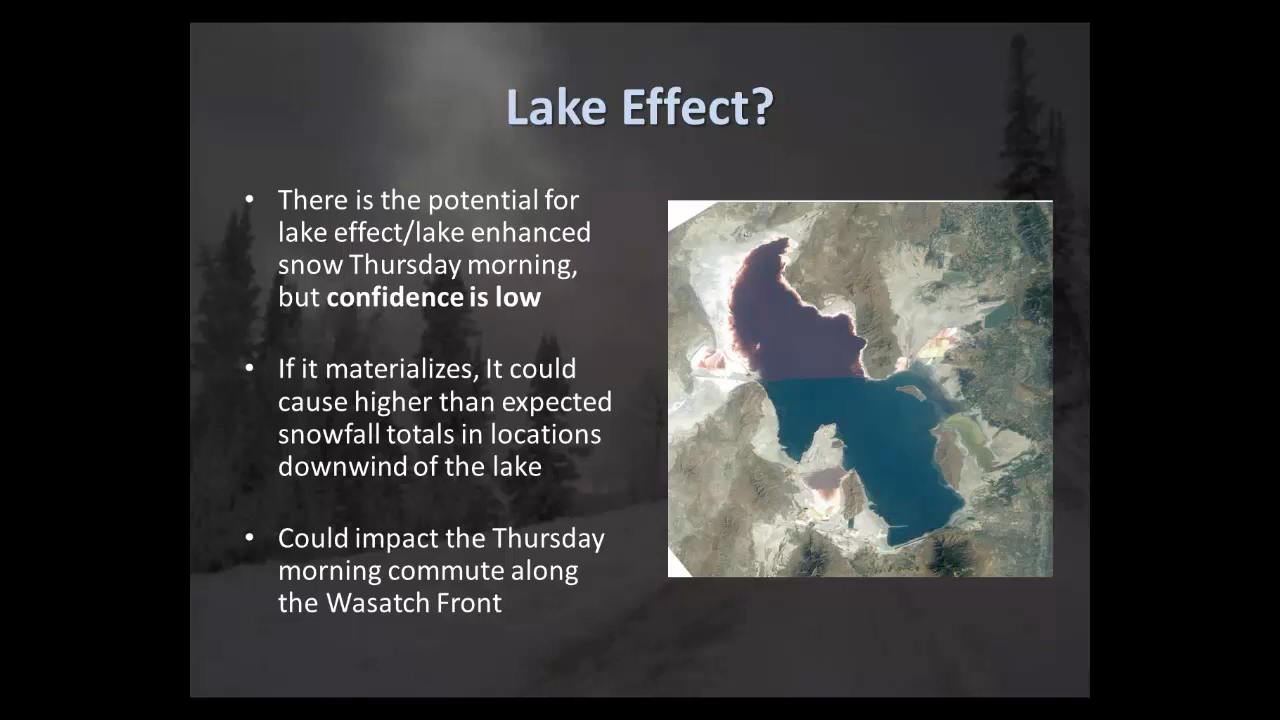 Lake Effect?
• There is the potential for
lake effect/lake enhanced
snow Thursday morning,
but confidence is low
• If it materializes, It could
cause higher than expected
snowfall totals in locations
downwind of the lake
• Could impact the Thursday
morning commute along
the Wasatch Front